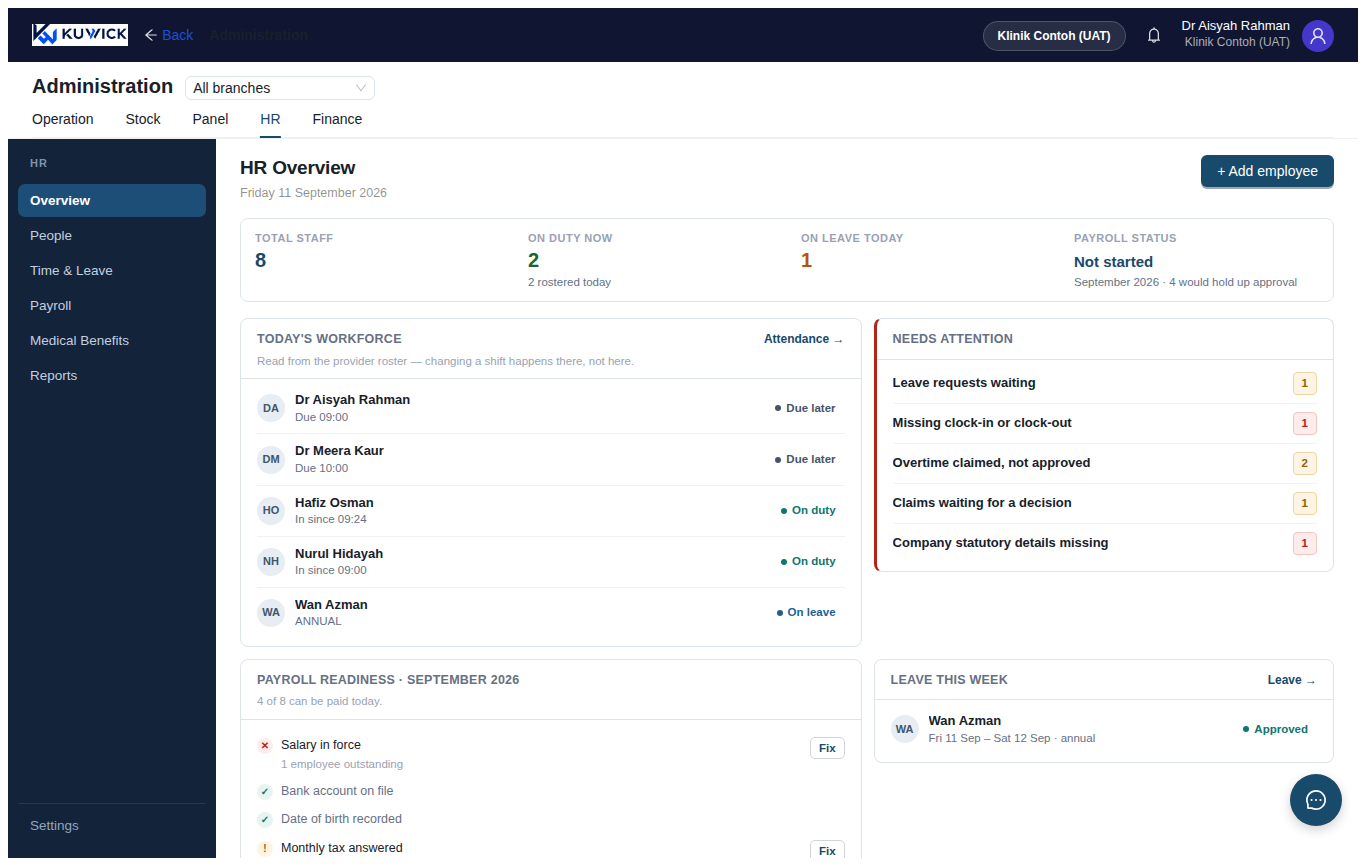 KUWICK
Back
Administration
Klinik Contoh (UAT)
Dr Aisyah Rahman
Klinik Contoh (UAT)
Administration
All branches
Operation
Stock
Panel
HR
Finance
HR
Overview
People
Time & Leave
Payroll
Medical Benefits
Reports
Settings
HR Overview
Friday 11 September 2026
+ Add employee
TOTAL STAFF
8
ON DUTY NOW
2
2 rostered today
ON LEAVE TODAY
1
PAYROLL STATUS
Not started
September 2026 · 4 would hold up approval
TODAY'S WORKFORCE
Attendance →
Read from the provider roster — changing a shift happens there, not here.
DA
Dr Aisyah Rahman
Due 09:00
Due later
DM
Dr Meera Kaur
Due 10:00
Due later
HO
Hafiz Osman
In since 09:24
On duty
NH
Nurul Hidayah
In since 09:00
On duty
WA
Wan Azman
ANNUAL
On leave
NEEDS ATTENTION
Leave requests waiting
1
Missing clock-in or clock-out
1
Overtime claimed, not approved
2
Claims waiting for a decision
1
Company statutory details missing
1
PAYROLL READINESS · SEPTEMBER 2026
4 of 8 can be paid today.
✕ Salary in force
Fix
1 employee outstanding
✓ Bank account on file
✓ Date of birth recorded
! Monthly tax answered
Fix
LEAVE THIS WEEK
Leave →
WA
Wan Azman
Fri 11 Sep – Sat 12 Sep · annual
Approved